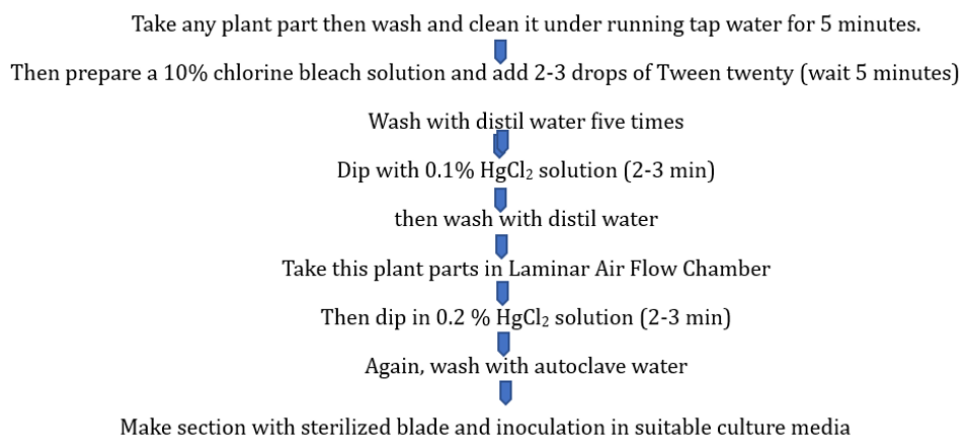 Take any plant part then wash and clean it under running tap water for 5 minutes.
Then prepare a 10% chlorine bleach solution and add 2-3 drops of Tween twenty (wait 5 minutes)
Wash with distil water five times
Dip with 0.1% HgCl₂ solution (2-3 min)
then wash with distil water
Take this plant parts in Laminar Air Flow Chamber
Then dip in 0.2 % HgCl₂ solution (2-3 min)
Again, wash with autoclave water
Make section with sterilized blade and inoculation in suitable culture media